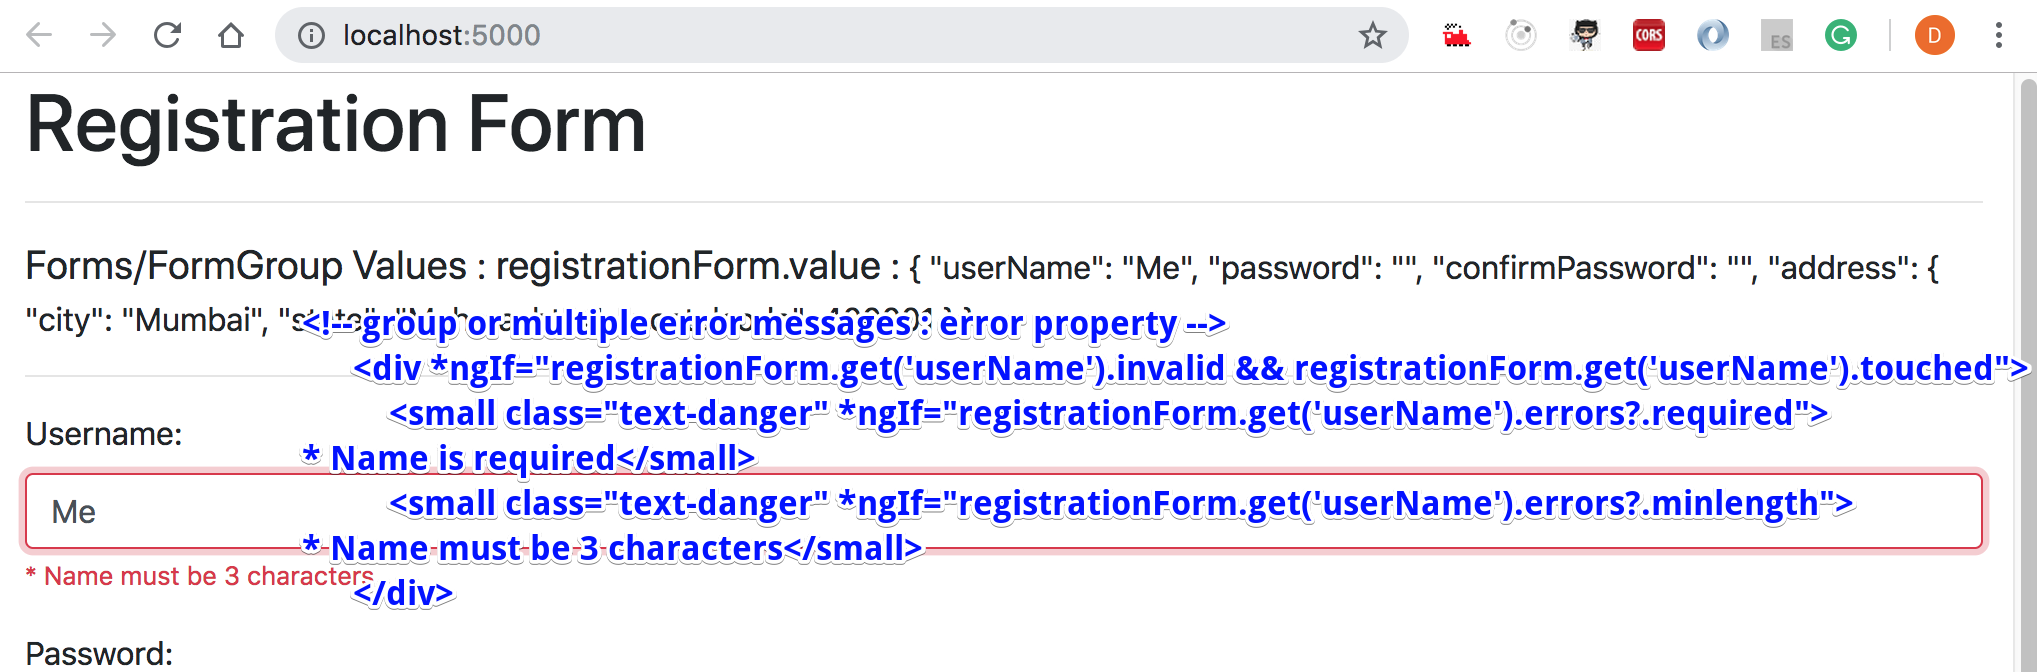 localhost:5000
CORS
ES
G
D
Registration Form
Forms/FormGroup Values : registrationForm.value : { "userName": "Me", "password": "", "confirmPassword": "", "address": {
"city": "Mumbai",
<!-- group or multiple error messages : error property -->
<div *ngIf="registrationForm.get('userName').invalid && registrationForm.get('userName').touched">
<small class="text-danger" *ngIf="registrationForm.get('userName').errors?.required">
Username:
* Name is required</small>
<small class="text-danger" *ngIf="registrationForm.get('userName').errors?.minlength">
Me
* Name must be 3 characters</small>
* Name must be 3 characters
</div>
Password: